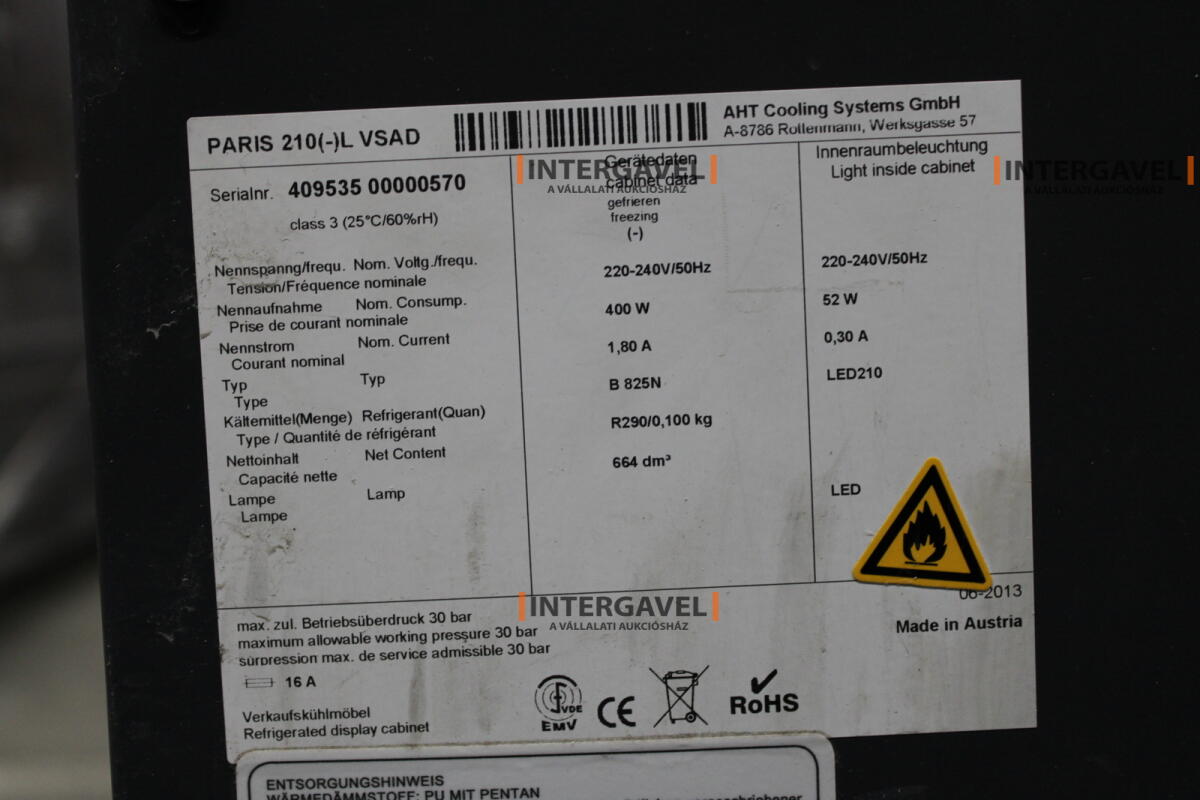 PARIS 210(-)L VSAD
AHT Cooling Systems GmbH
A-8786 Rottenmann, Werksgasse 57
Serialnr. 409535 00000570
class 3 (25°C/60%rH)
Gerätedaten
cabinet data
gefrieren
freezing
(-)
Innenraumbeleuchtung
Light inside cabinet
Nennspanng/frequ. Nom. Voltg./frequ.
Tension/Fréquence nominale
220-240V/50Hz
220-240V/50Hz
Nennaufnahme Nom. Consump.
Prise de courant nominale
400 W
52 W
Nennstrom Nom. Current
Courant nominal
1,80 A
0,30 A
Typ Typ
Type
B 825N
LED210
Kältemittel(Menge) Refrigerant(Quan)
Type / Quantité de réfrigérant
R290/0,100 kg
Nettoinhalt Net Content
Capacité nette
664 dm³
Lampe Lamp
Lampe
LED
06-2013
Made in Austria
max. zul. Betriebsüberdruck 30 bar
maximum allowable working pressure 30 bar
surpression max. de service admissible 30 bar
16 A
Verkaufskühlmöbel
Refrigerated display cabinet
VDE
EMV
CE
RoHS
ENTSORGUNGSHINWEIS
WÄRMEDÄMMSTOFF: PU MIT PENTAN
INTERGAVEL
A VÁLLALATI AUKCIÓSHÁZ
INTERGAVEL
A VÁLLALATI AUKCIÓSHÁZ
INTERGAVEL
A VÁLLALATI AUKCIÓSHÁZ